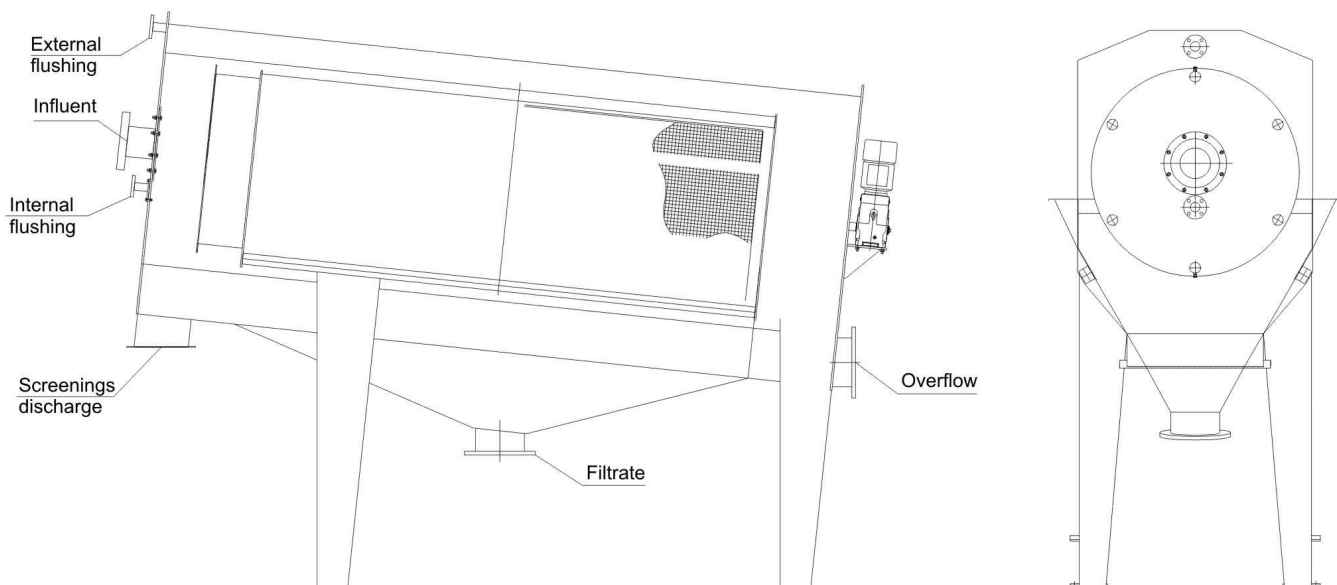 External
flushing
Influent
Internal
flushing
Screenings
discharge
Overflow
Filtrate